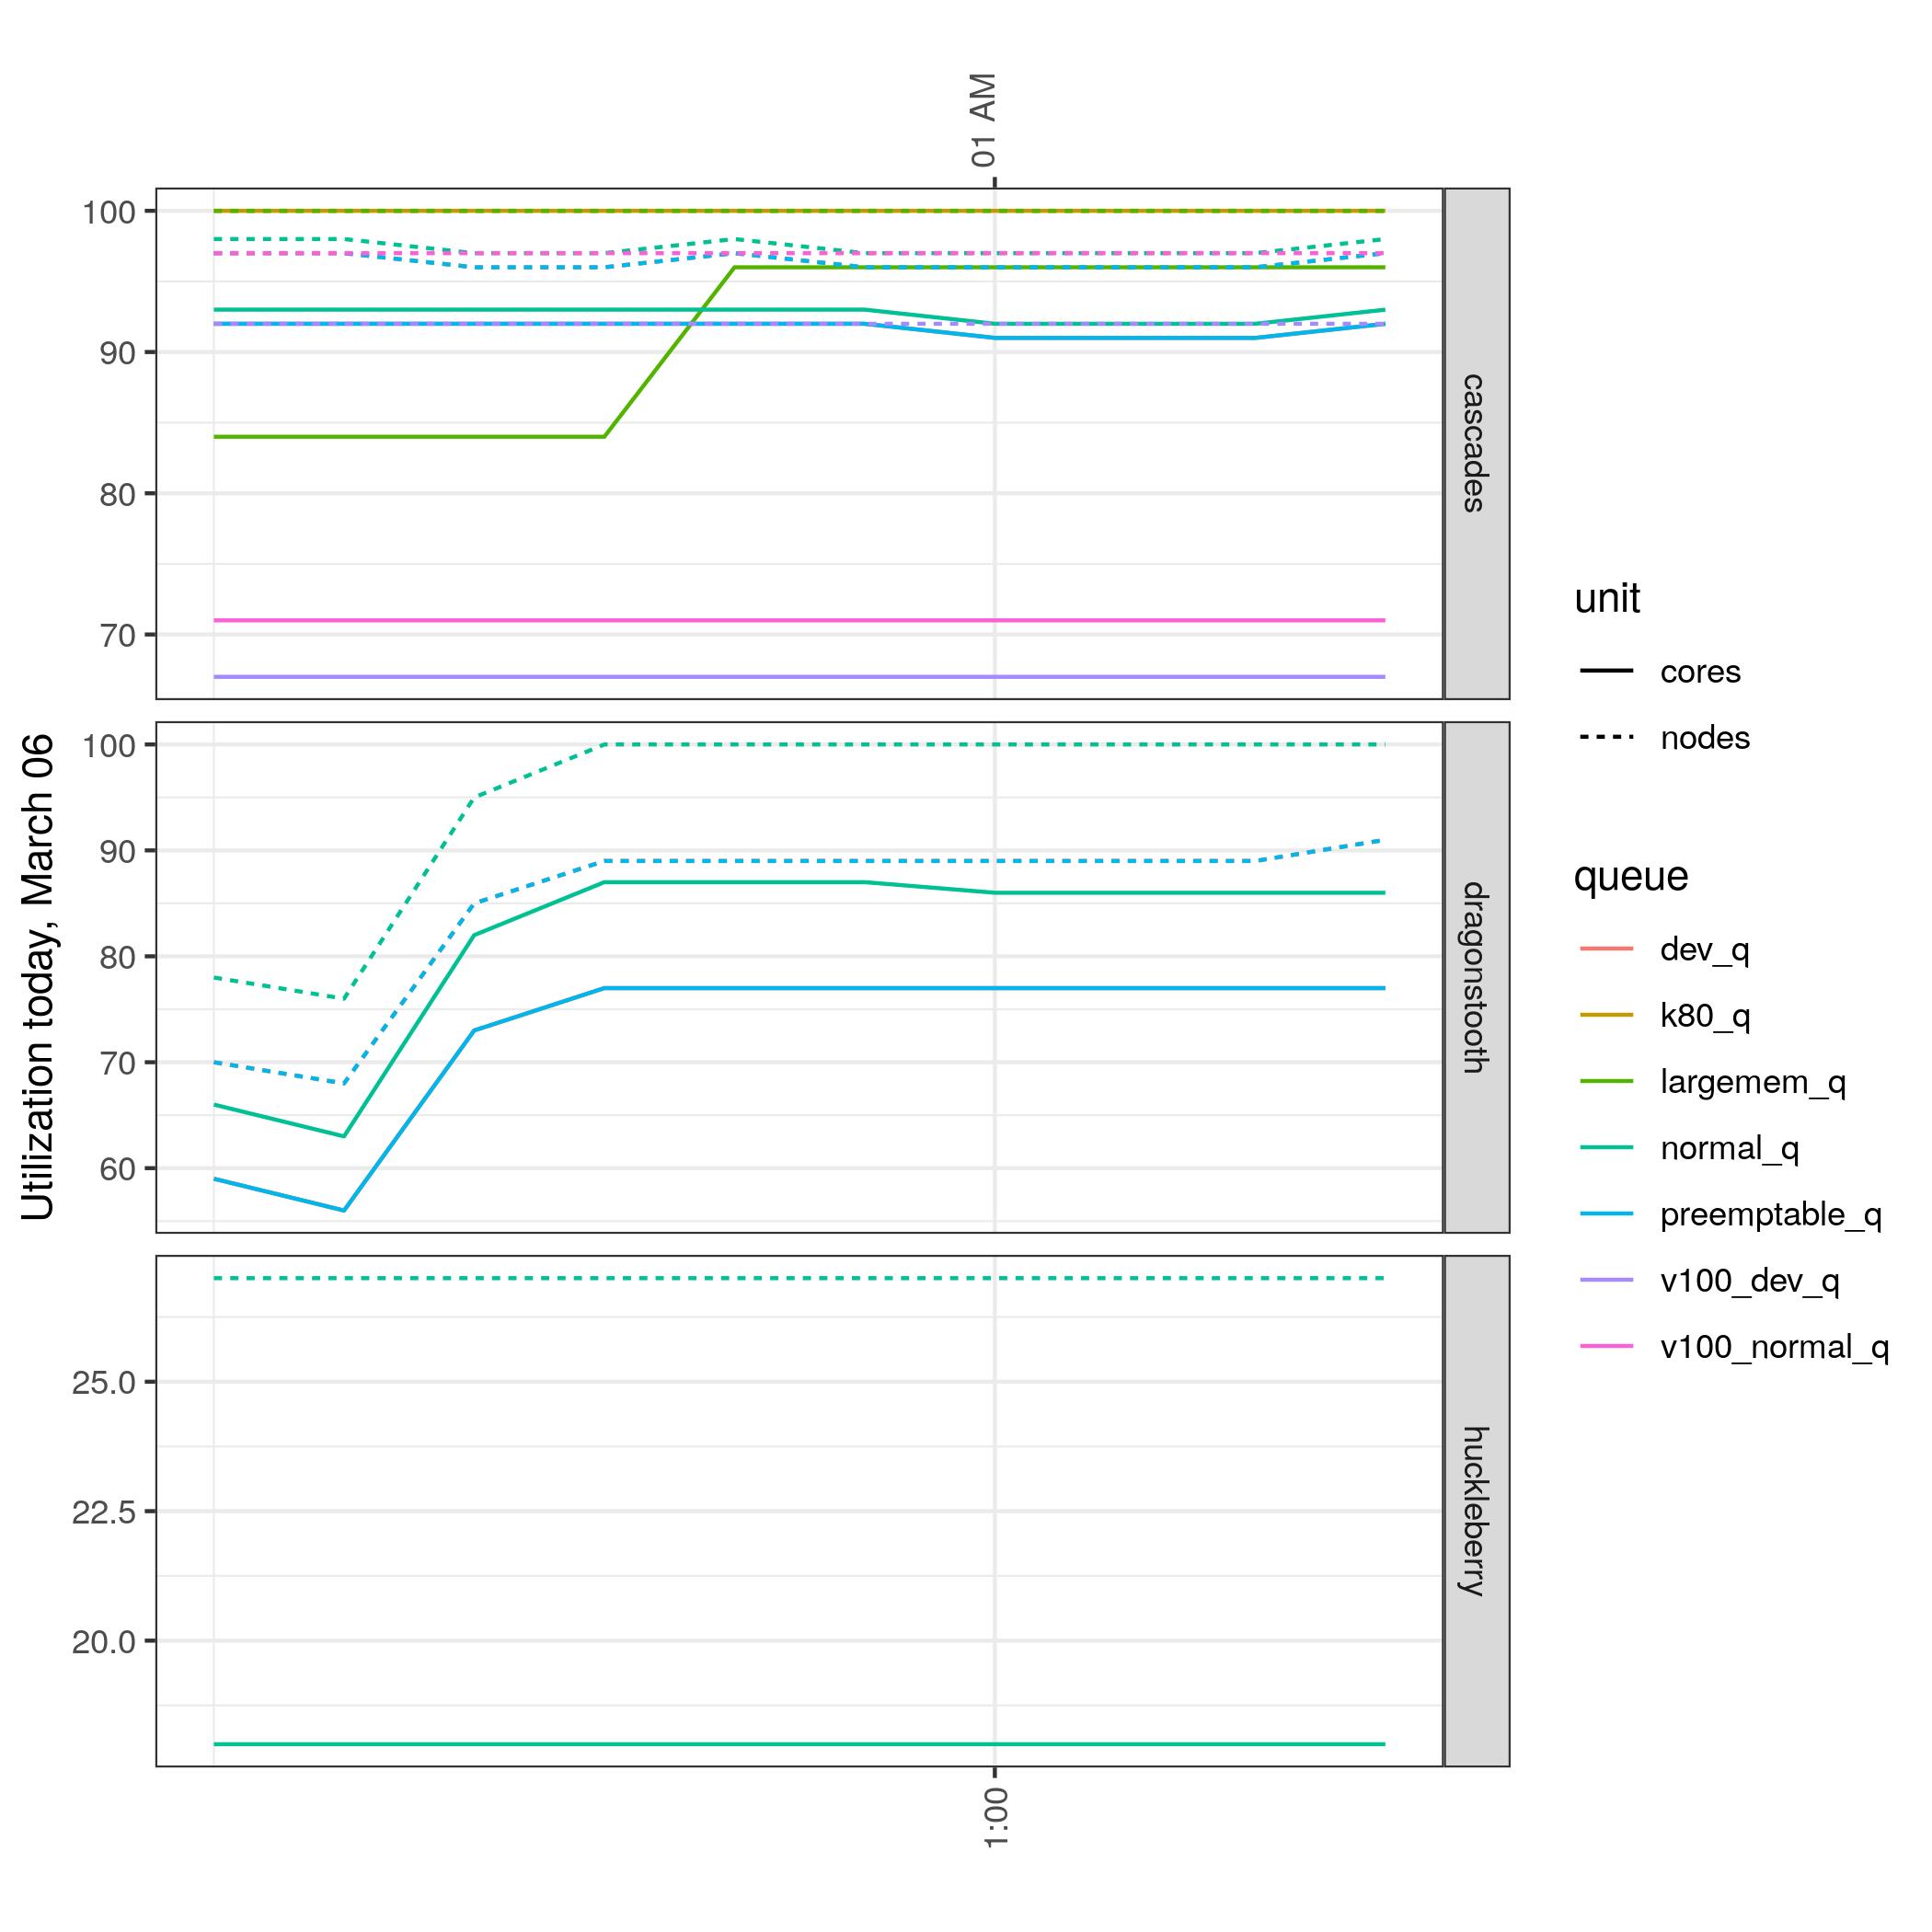 01 AM
100
90
80
70
cascades
Utilization today, March 06
100
90
80
70
60
dragonstooth
25.0
22.5
20.0
huckleberry
1:00
unit
cores
nodes
queue
dev_q
k80_q
largemem_q
normal_q
preemptable_q
v100_dev_q
v100_normal_q